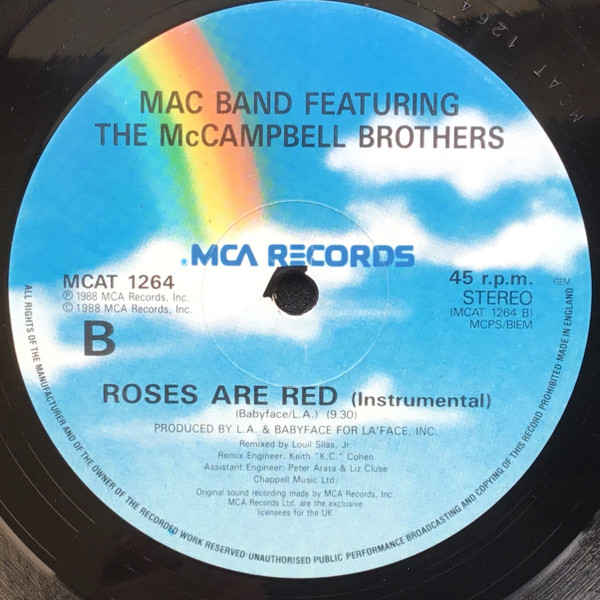 MCAT 1264
MAC BAND FEATURING
THE McCAMPBELL BROTHERS
®MCA RECORDS
MCAT 1264
Ⓟ 1988 MCA Records, Inc.
© 1988 MCA Records, Inc.
B
45 r.p.m.
STEREO
(MCAT 1264 B)
MCPS/BIEM
GEM
ROSES ARE RED (Instrumental)
(Babyface/L.A.) (9.30)
PRODUCED BY L.A. & BABYFACE FOR LA'FACE, INC.
Remixed by Louil Silas, Jr.
Remix Engineer: Keith "K.C." Cohen
Assistant Engineer: Peter Arata & Liz Cluse
Chappell Music Ltd.
Original sound recording made by MCA Records, Inc.
MCA Records Ltd. are the exclusive
licensees for the UK
ALL RIGHTS OF THE MANUFACTURER AND OF THE OWNER OF THE RECORDED WORK RESERVED·UNAUTHORISED PUBLIC PERFORMANCE BROADCASTING AND COPYING OF THIS RECORD PROHIBITED MADE IN ENGLAND